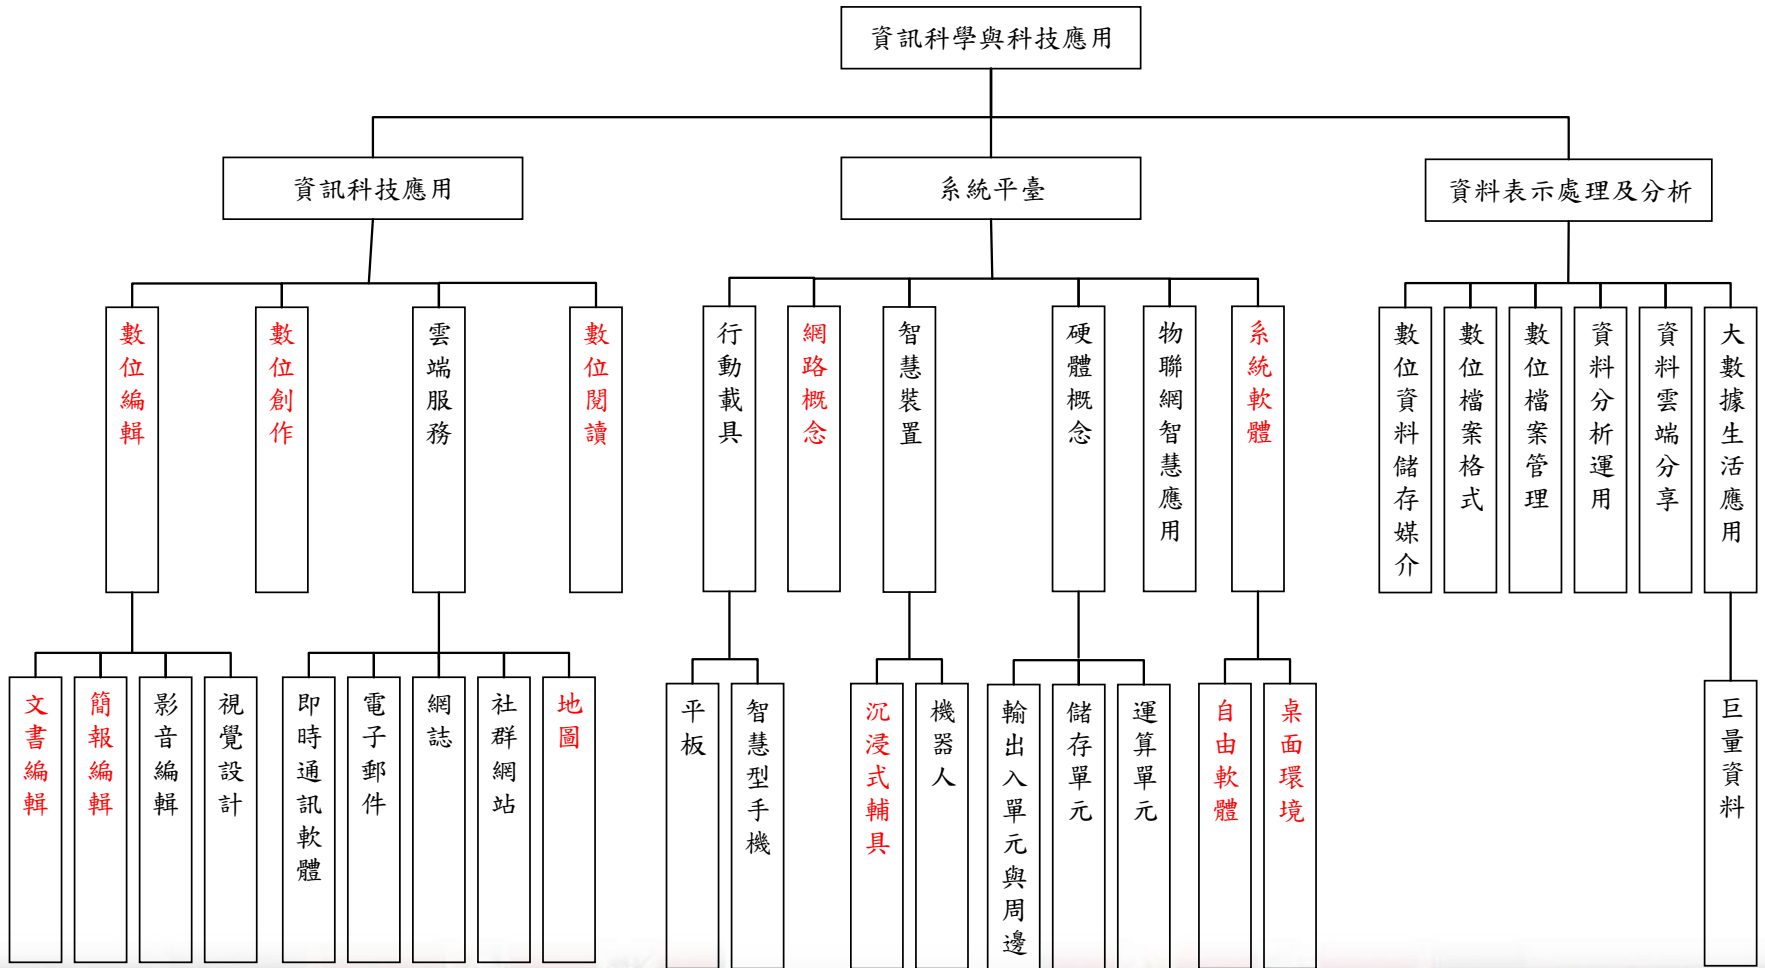 資訊科學與科技應用
資訊科技應用
系統平臺
資料表示處理及分析
數位編輯
數位創作
雲端服務
數位閱讀
行動載具
網路概念
智慧裝置
硬體概念
物聯網智慧應用
系統軟體
數位資料儲存媒介
數位檔案格式
數位檔案管理
資料分析運用
資料雲端分享
大數據生活應用
文書編輯
簡報編輯
影音編輯
視覺設計
即時通訊軟體
電子郵件
網誌
社群網站
地圖
平板
智慧型手機
沉浸式輔具
機器人
輸出入單元與周邊
儲存單元
運算單元
自由軟體
桌面環境
巨量資料